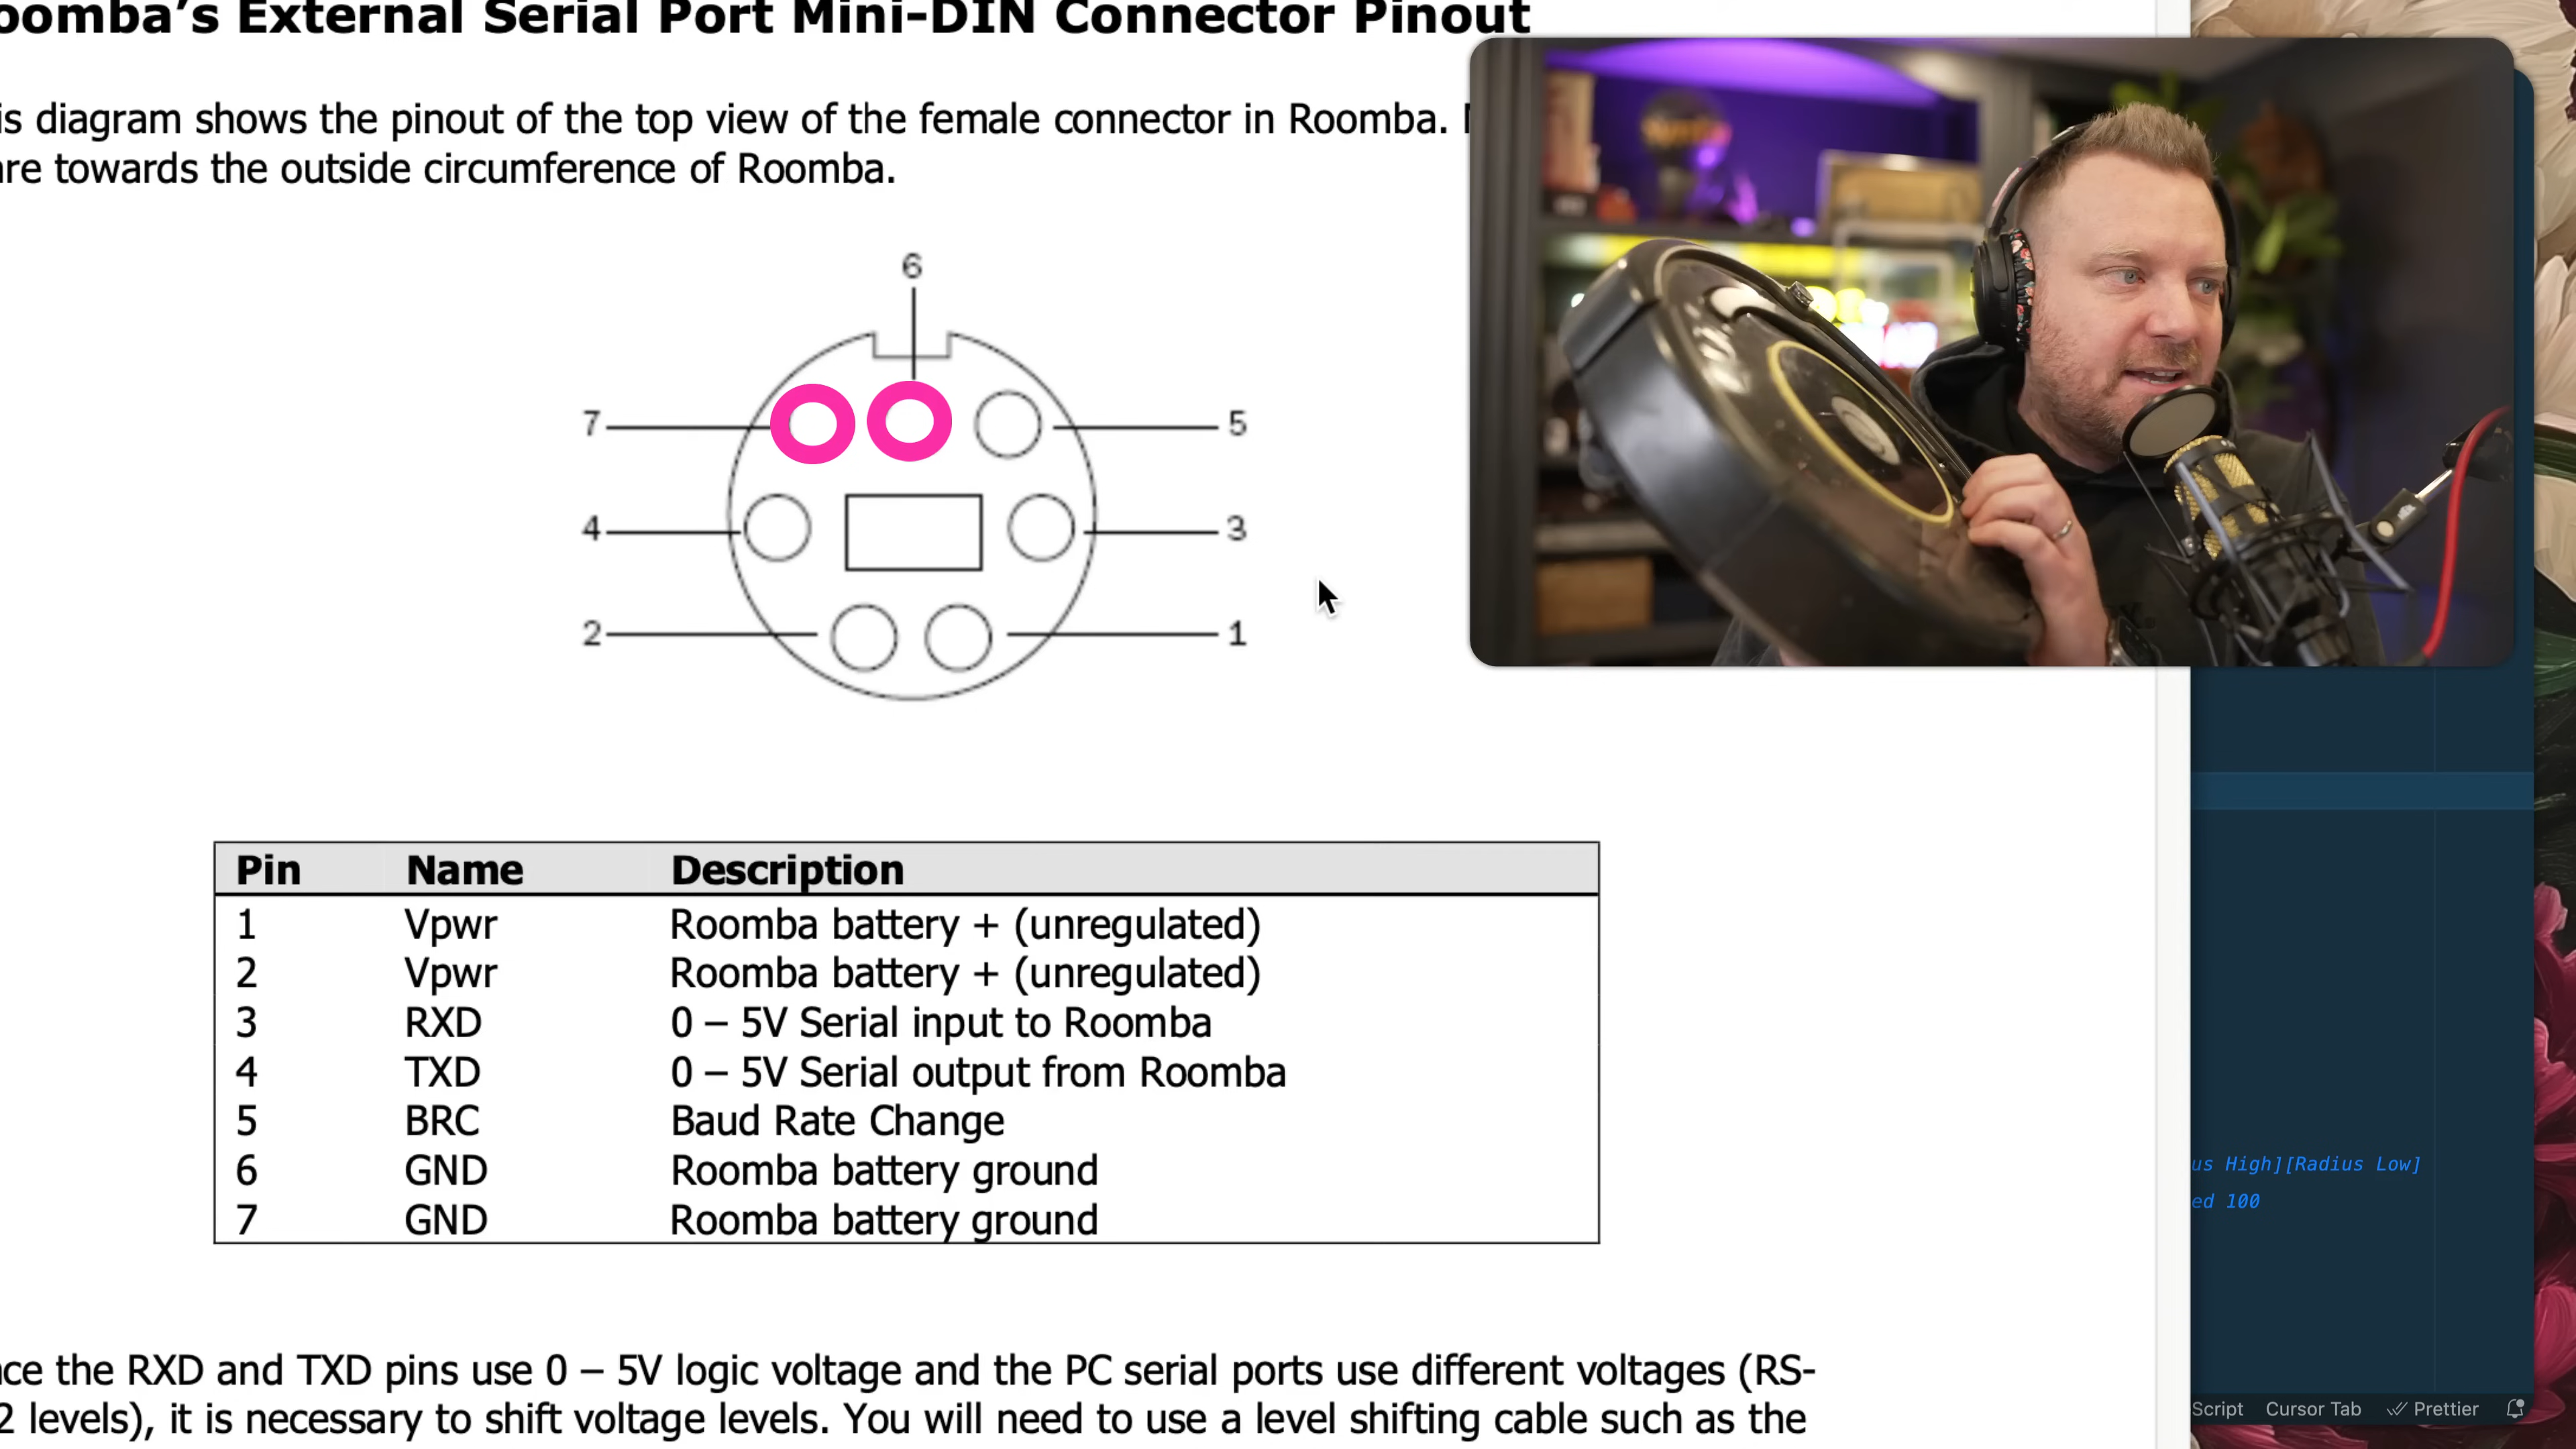 oomba's External Serial Port Mini-DIN Connector Pinout
is diagram shows the pinout of the top view of the female connector in Roomba.
are towards the outside circumference of Roomba.
6
7
5
4
3
2
1
Pin Name Description
1 Vpwr Roomba battery + (unregulated)
2 Vpwr Roomba battery + (unregulated)
3 RXD 0 – 5V Serial input to Roomba
4 TXD 0 – 5V Serial output from Roomba
5 BRC Baud Rate Change
6 GND Roomba battery ground
7 GND Roomba battery ground
nce the RXD and TXD pins use 0 – 5V logic voltage and the PC serial ports use different voltages (RS-
2 levels), it is necessary to shift voltage levels. You will need to use a level shifting cable such as the
us High][Radius Low]
ed 100
Script Cursor Tab Prettier